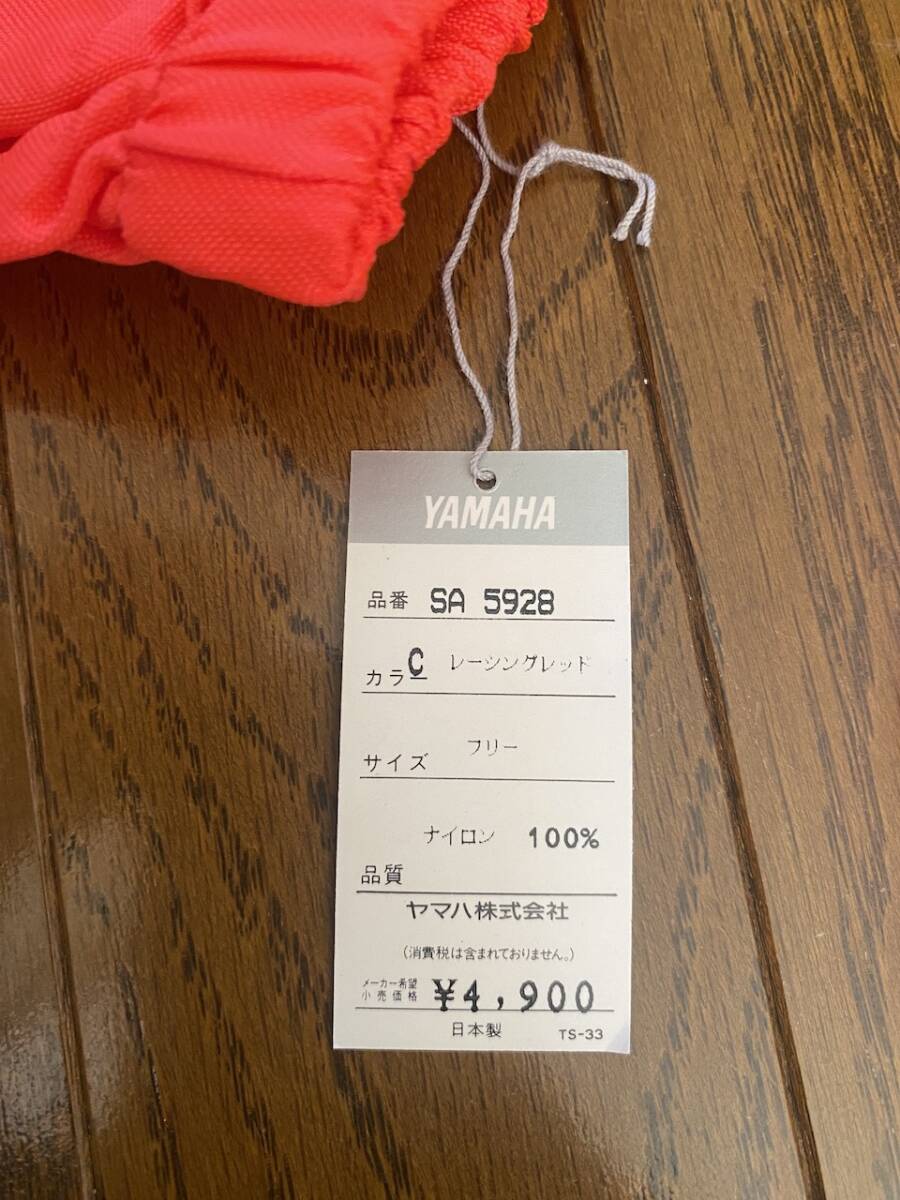 YAMAHA
品番 SA 5928
カラ C レーシングレッド
サイズ フリー
ナイロン 100%
品質
ヤマハ株式会社
(消費税は含まれておりません。)
メーカー希望
小売価格 ¥4,900
日本製 TS-33